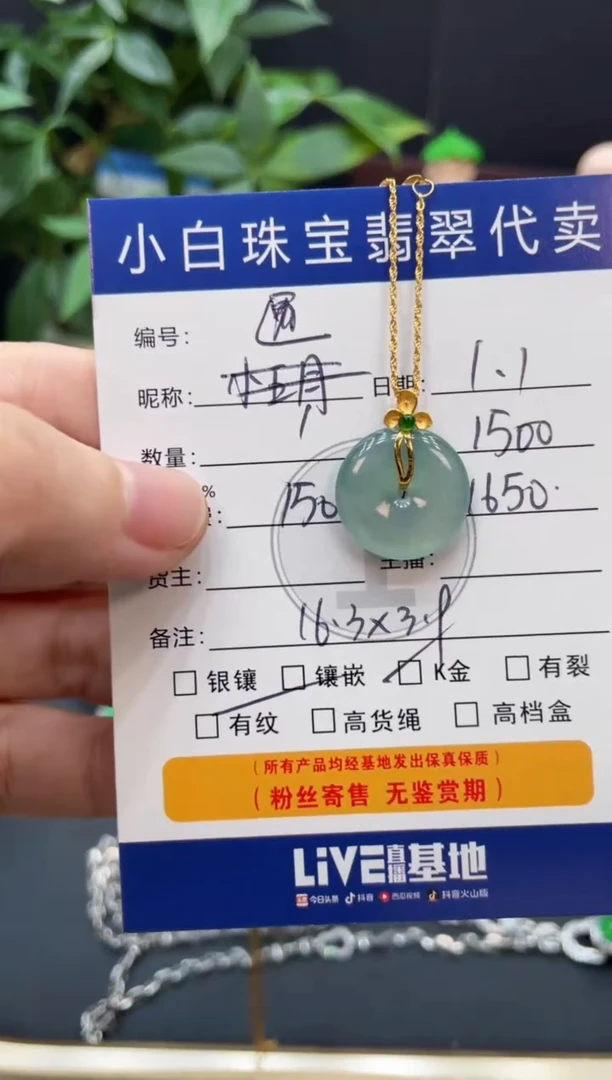 小白珠宝翡翠代卖
编号：
昵称： 日期： 1.1
数量： 1 1500
% 150 1650.
货主： 主播：
备注： 16.3×3.9
银镶 镶嵌 K金 有裂
有纹 高货绳 高档盒
（所有产品均经基地发出保真保质）
（粉丝寄售 无鉴赏期）
LiVE直播基地
今日头条 抖音 西瓜视频 抖音火山版